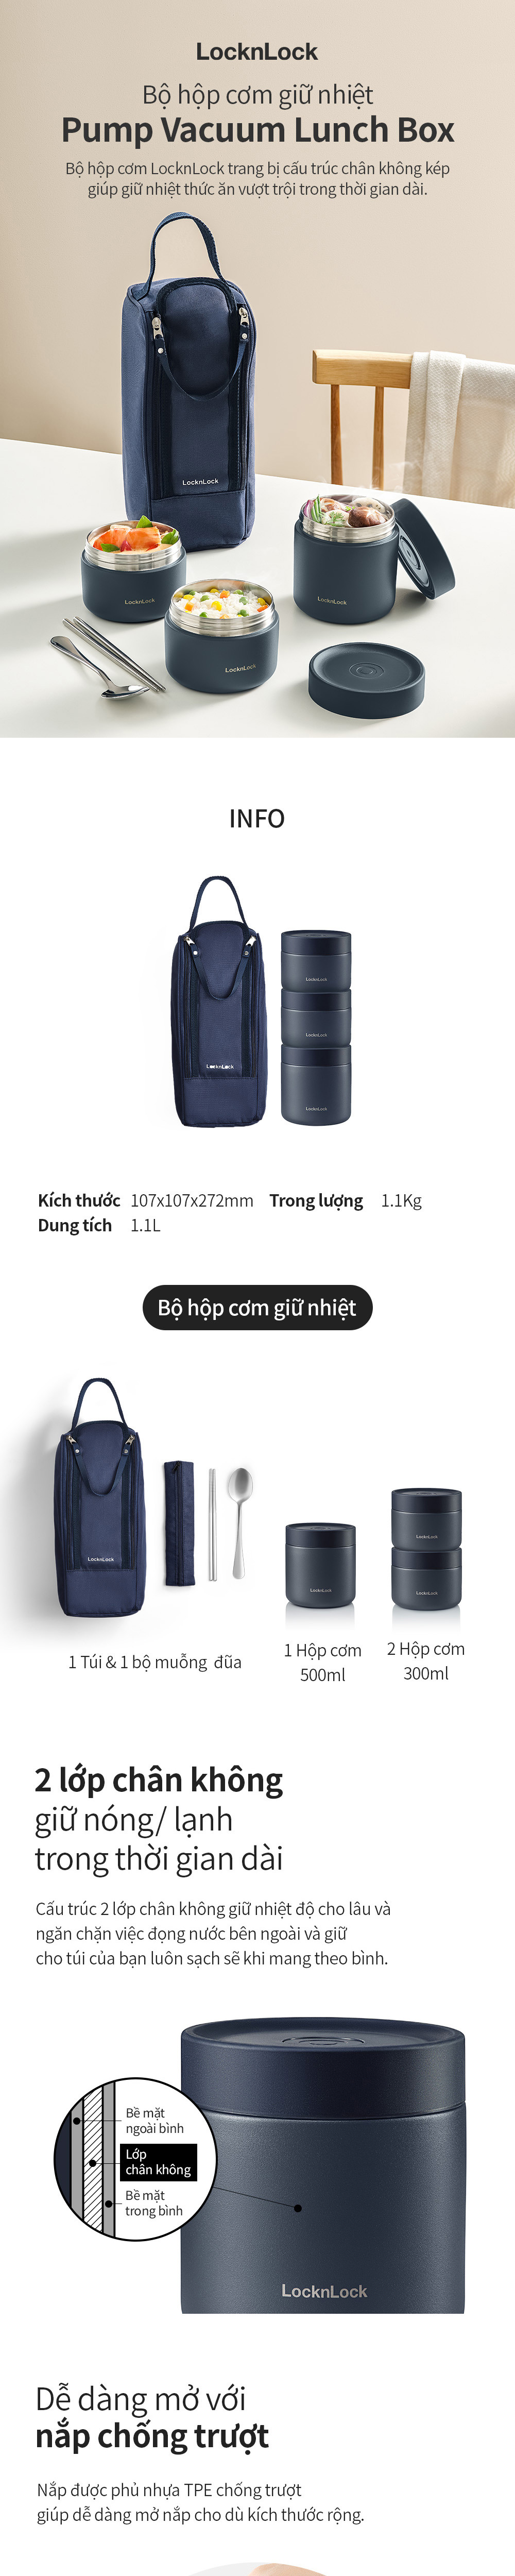 LocknLock
Bộ hộp cơm giữ nhiệt
Pump Vacuum Lunch Box
Bộ hộp cơm LocknLock trang bị cấu trúc chân không kép
giúp giữ nhiệt thức ăn vượt trội trong thời gian dài.
LocknLock
LocknLock
LocknLock
LocknLock
INFO
LocknLock
LocknLock
LocknLock
LocknLock
Kích thước 107x107x272mm Trong lượng 1.1Kg
Dung tích 1.1L
Bộ hộp cơm giữ nhiệt
LocknLock
LocknLock
LocknLock
LocknLock
1 Túi & 1 bộ muỗng đũa
1 Hộp cơm
500ml
2 Hộp cơm
300ml
2 lớp chân không
giữ nóng/ lạnh
trong thời gian dài
Cấu trúc 2 lớp chân không giữ nhiệt độ cho lâu và
ngăn chặn việc đọng nước bên ngoài và giữ
cho túi của bạn luôn sạch sẽ khi mang theo bình.
Bề mặt
ngoài bình
Lớp
chân không
Bề mặt
trong bình
LocknLock
Dễ dàng mở với
nắp chống trượt
Nắp được phủ nhựa TPE chống trượt
giúp dễ dàng mở nắp cho dù kích thước rộng.